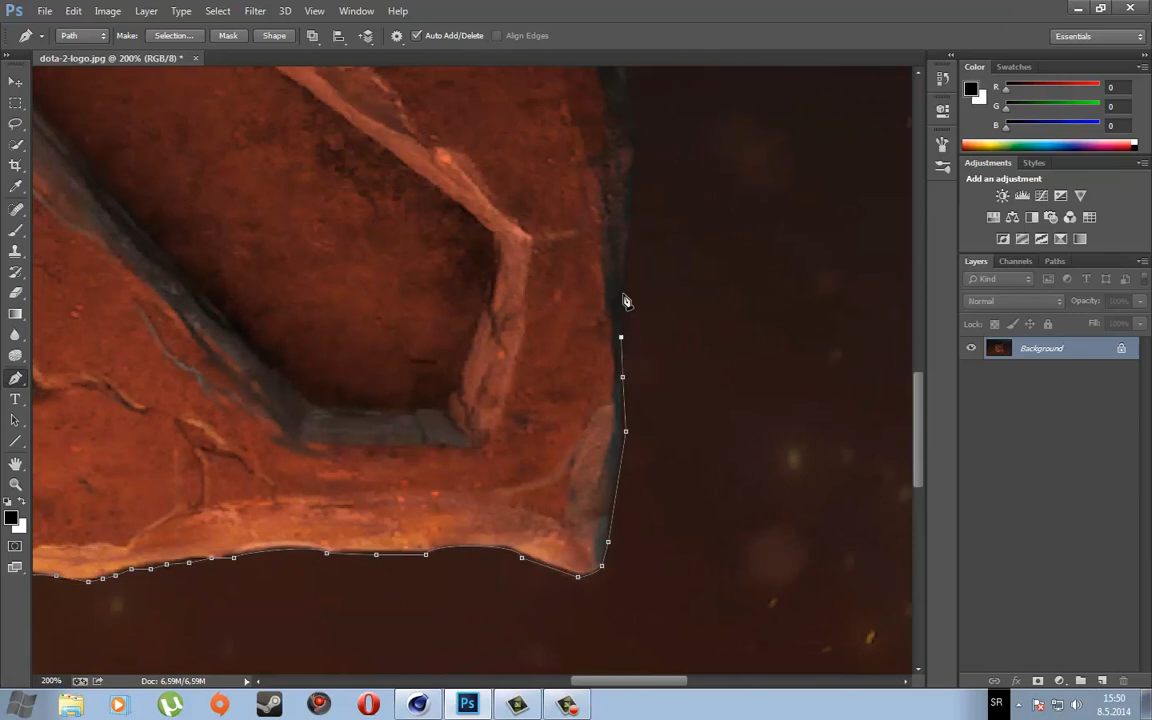 Ps File Edit Image Layer Type Select Filter 3D View Window Help
Path Make: Selection... Mask Shape Auto Add/Delete Align Edges Essentials
dota-2-logo.jpg @ 200% (RGB/8) * ×
Color Swatches
R 0
G 0
B 0
Adjustments Styles
Add an adjustment
Layers Channels Paths
Kind
Normal Opacity: 100%
Lock: Fill: 100%
Background
200% Doc: 6,59M/6,59M
Ps SR 15:50
8.5.2014